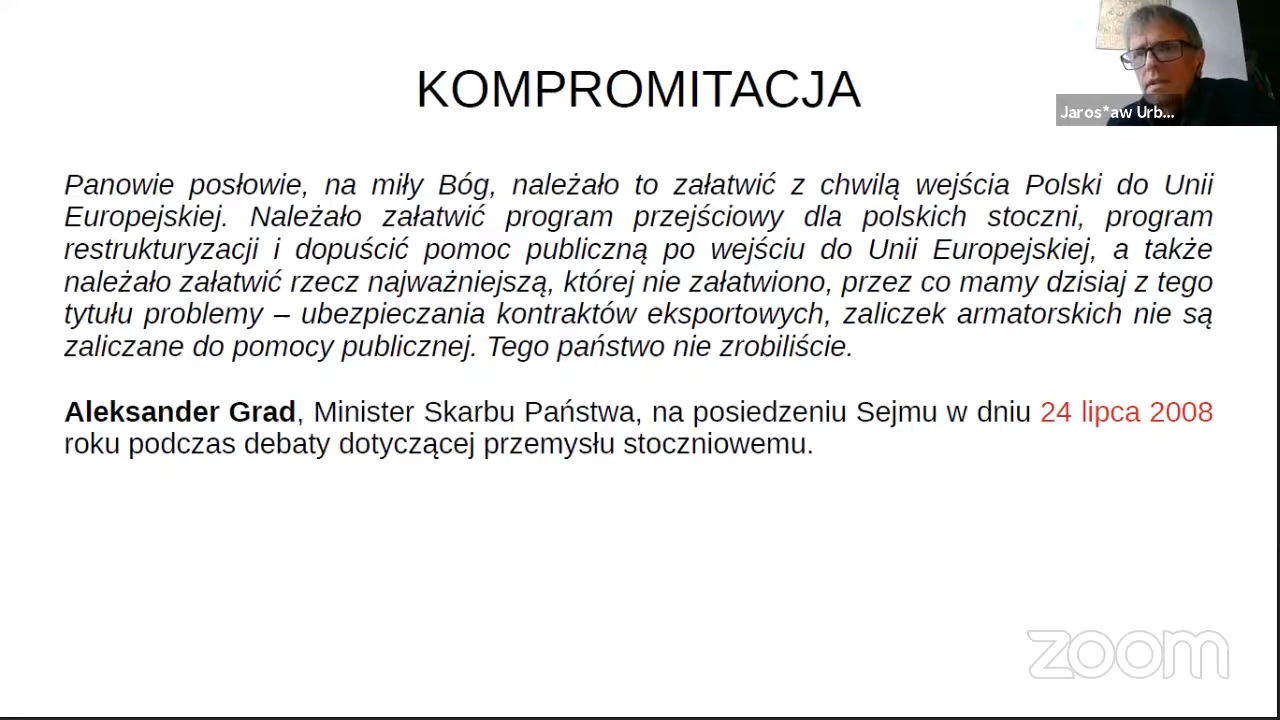 KOMPROMITACJA
Jaros*aw Urb...
Panowie posłowie, na miły Bóg, należało to załatwić z chwilą wejścia Polski do Unii
Europejskiej. Należało załatwić program przejściowy dla polskich stoczni, program
restrukturyzacji i dopuścić pomoc publiczną po wejściu do Unii Europejskiej, a także
należało załatwić rzecz najważniejszą, której nie załatwiono, przez co mamy dzisiaj z tego
tytułu problemy – ubezpieczania kontraktów eksportowych, zaliczek armatorskich nie są
zaliczane do pomocy publicznej. Tego państwo nie zrobiliście.
Aleksander Grad, Minister Skarbu Państwa, na posiedzeniu Sejmu w dniu 24 lipca 2008
roku podczas debaty dotyczącej przemysłu stoczniowemu.
zoom